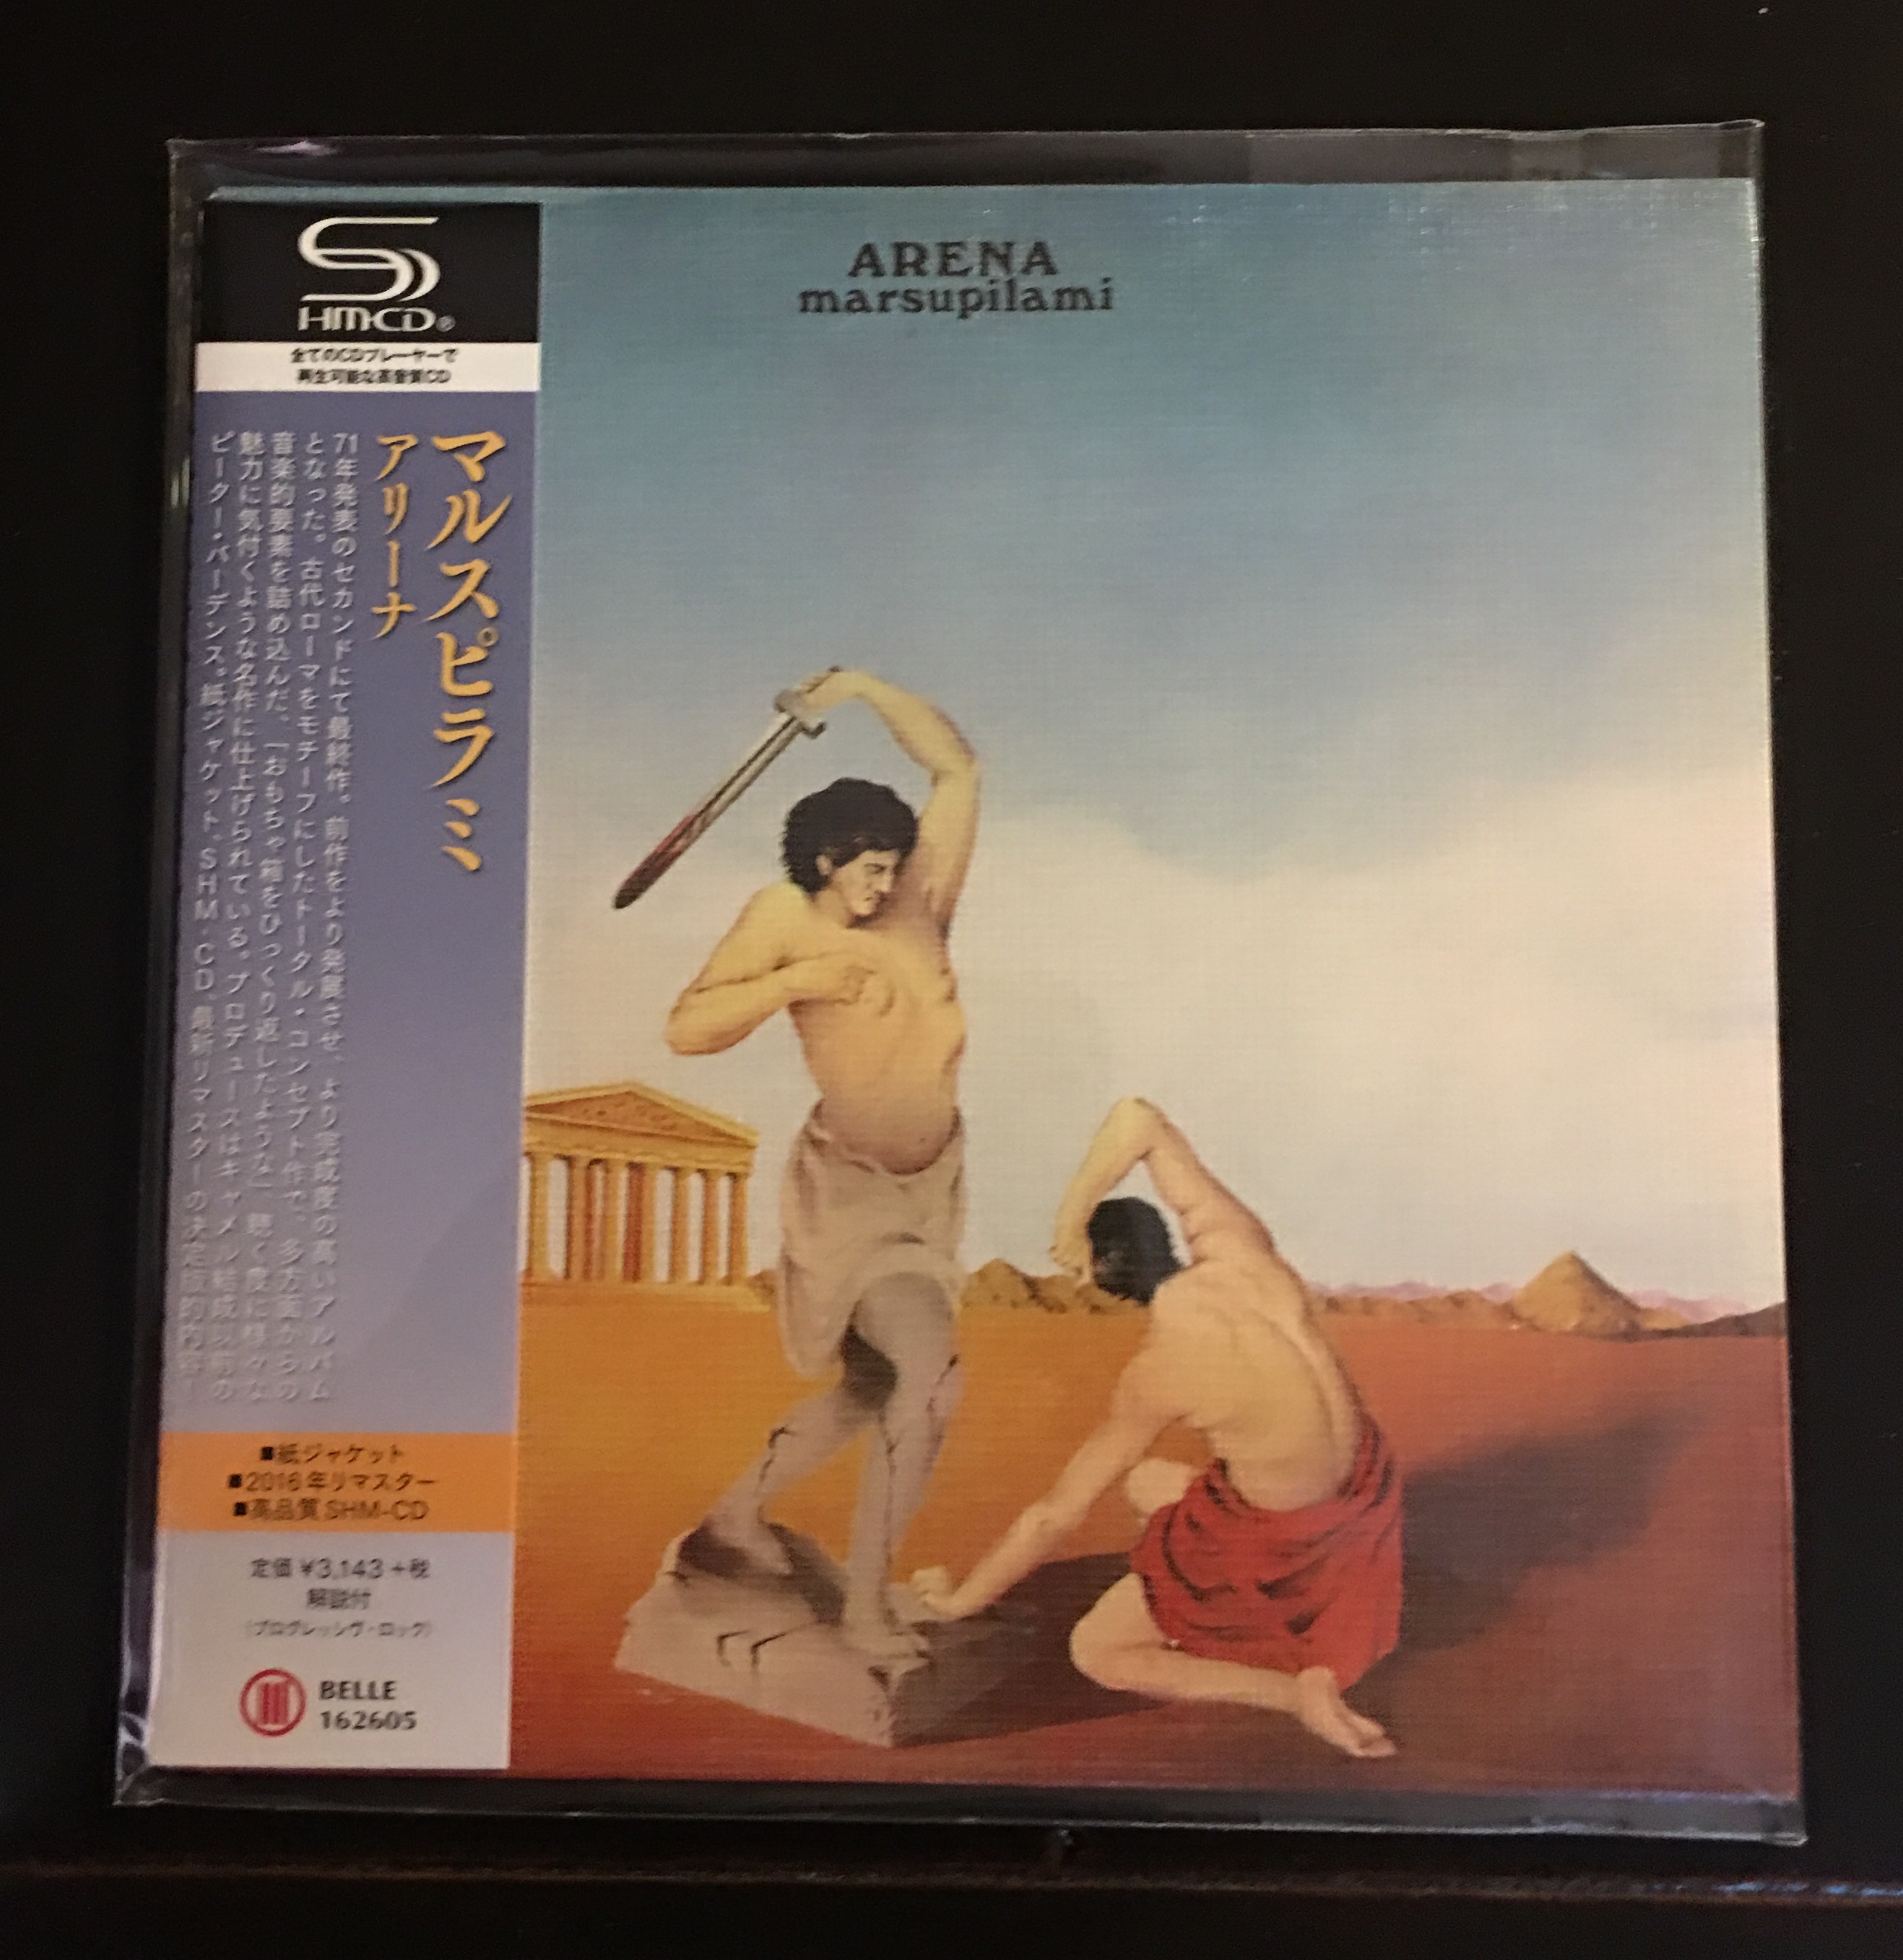 ARENA
marsupilami
SHM-CD®
全てのCDプレーヤーで
再生可能な高音質CD
マルスピラミ
アリーナ
71年発表のセカンドにて最終作。前作をより発展させ、より完成度の高いアルバム
となった。古代ローマをモチーフにしたトータル・コンセプト作で、多方面からの
音楽的要素を詰め込んだ、「おもちゃ箱をひっくり返したような」聴く度に様々な
魅力に気付くような名作に仕上げられている。プロデュースはキャメル結成以前の
ピーター・バーデンス。紙ジャケット、SHM-CD、最新リマスターの決定版的内容!
■紙ジャケット
■2016年リマスター
■高品質SHM-CD
定価 ¥3,143+税
解説付
(プログレッシヴ・ロック)
BELLE
162605